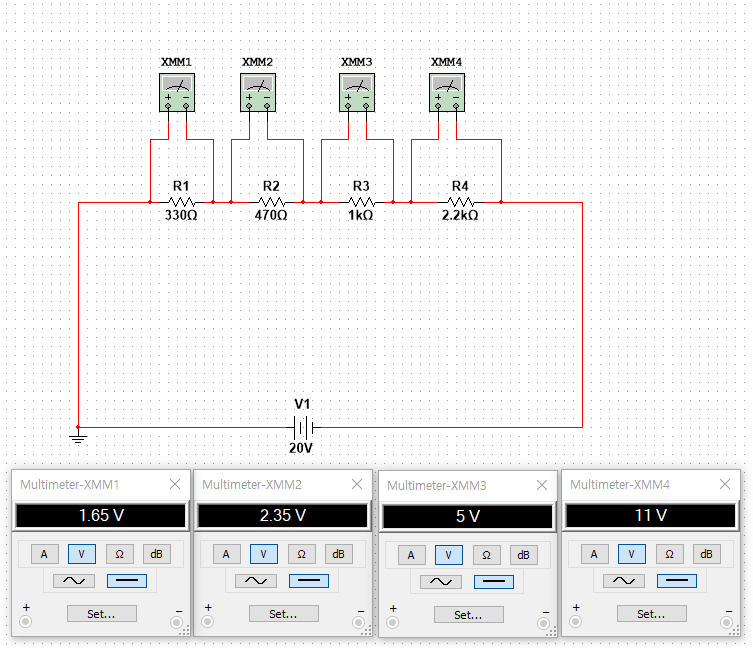 XMM1 XMM2 XMM3 XMM4
+ − + − + − + −
R1 R2 R3 R4
330Ω 470Ω 1kΩ 2.2kΩ
V1
20V
Multimeter-XMM1
1.65 V
A V Ω dB
Set...
+ −
Multimeter-XMM2
2.35 V
A V Ω dB
Set...
+ −
Multimeter-XMM3
5 V
A V Ω dB
Set...
+ −
Multimeter-XMM4
11 V
A V Ω dB
Set...
+ −